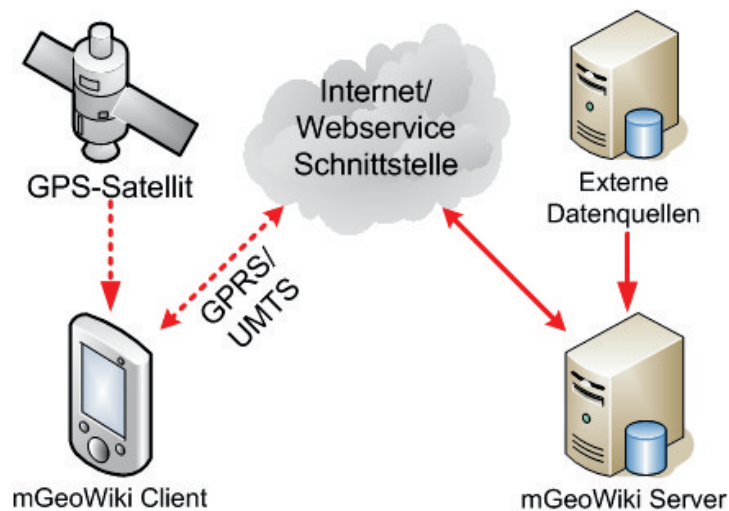 Internet/
Webservice
Schnittstelle
GPS-Satellit
Externe
Datenquellen
GPRS/
UMTS
mGeoWiki Client
mGeoWiki Server